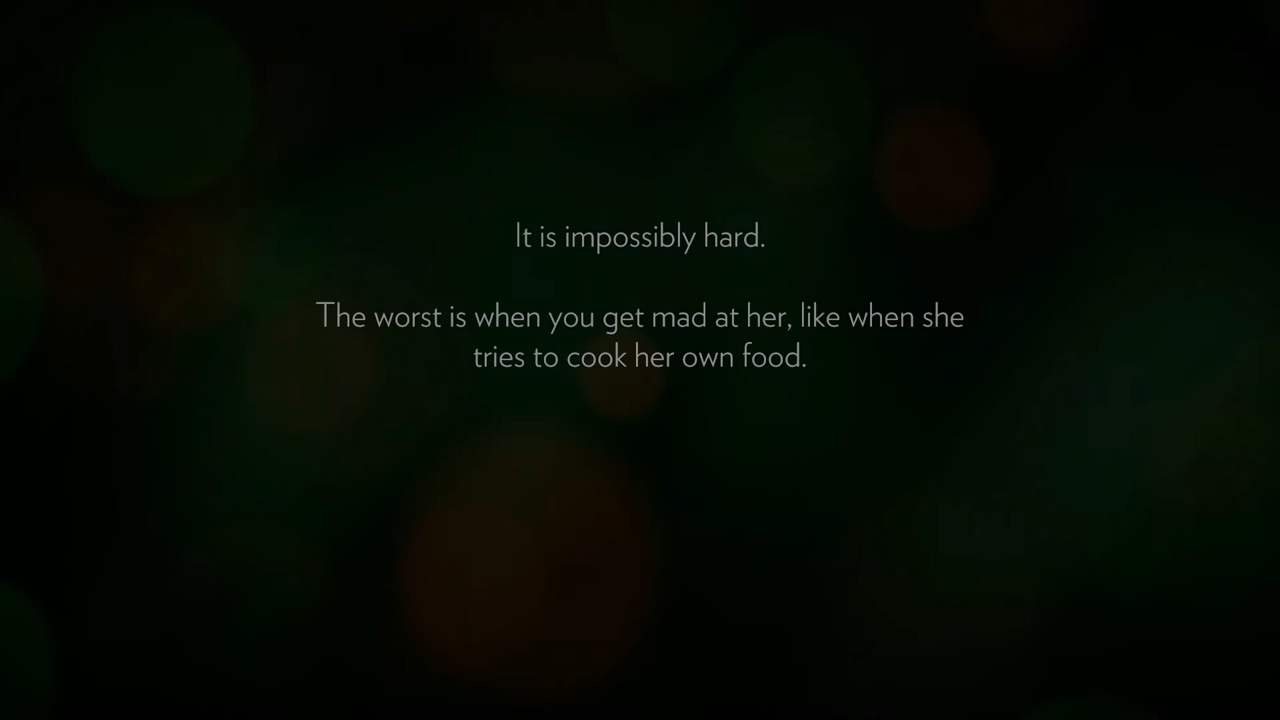 It is impossibly hard.
The worst is when you get mad at her, like when she
tries to cook her own food.